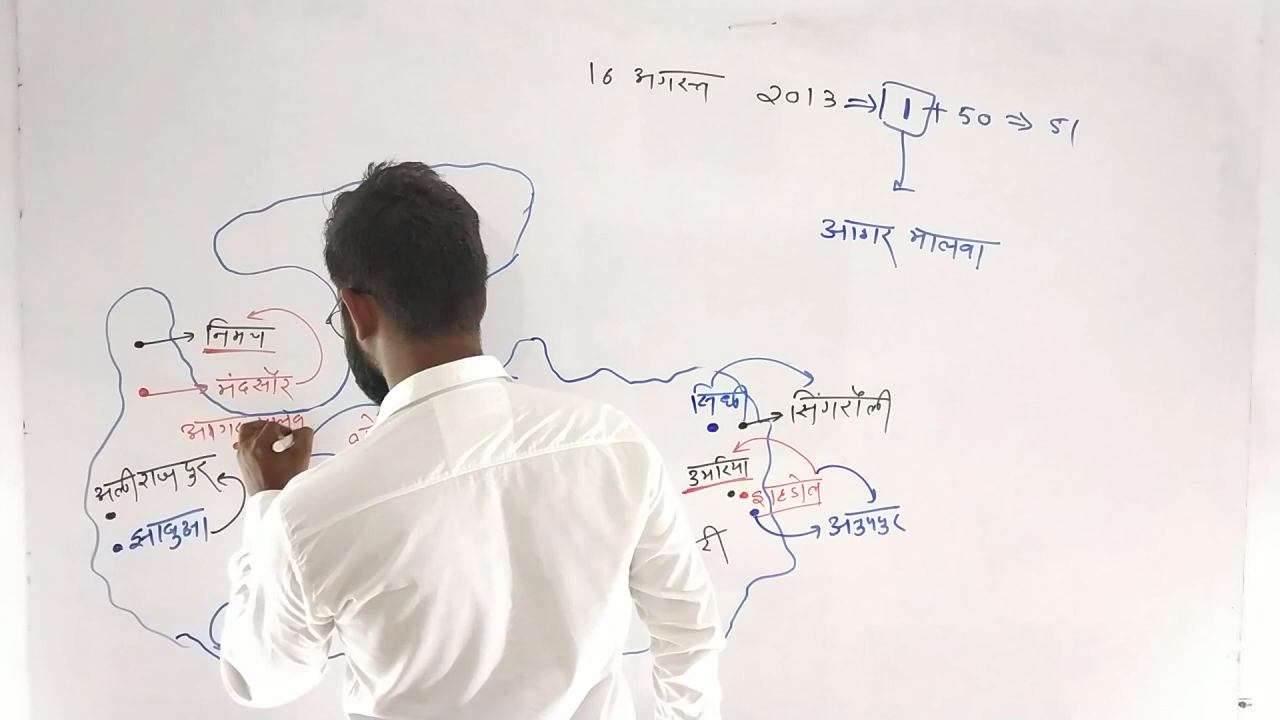 16 अगस्त 2013 ⇒ 1 + 50 ⇒ 51
आगर मालवा
निमच
मंदसौर
अलीराजपुर
झाबुआ
सिधी
सिंगरौली
उमरिया
शहडोल
अनुपपुर
री